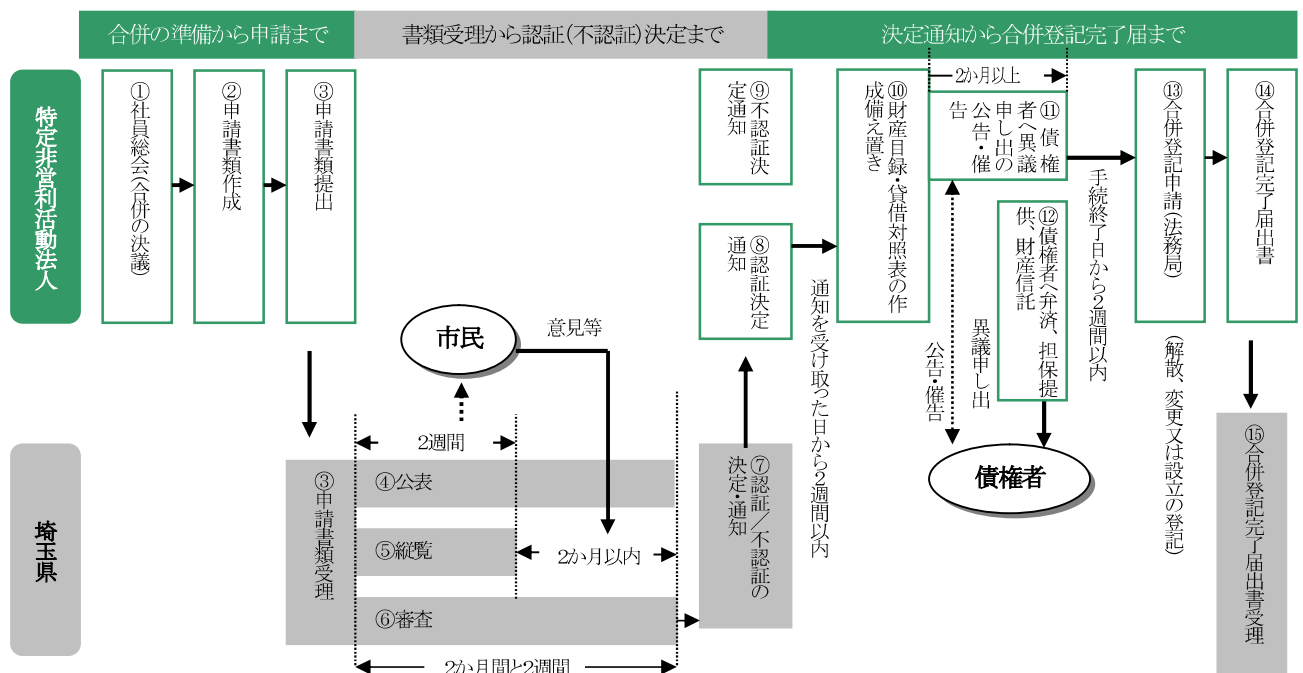 合併の準備から申請まで
書類受理から認証(不認証)決定まで
決定通知から合併登記完了届まで
特定非営利活動法人
①社員総会(合併の決議)
②申請書類作成
③申請書類提出
⑨不認証決
定通知
⑧認証決定
通知
通知を受け取った日から2週間以内
⑩財産目録・貸借対照表の作
成備え置き
2か月以上
⑪債権
者へ異議
申し出の
公告・催
告
手続終了日から2週間以内
⑫債権者へ弁済、担保提
供、財産信託
異議申し出
公告・催告
債権者
⑬合併登記申請(法務局)
(解散、変更又は設立の登記)
⑭合併登記完了届出書
市民
意見等
埼玉県
③申請書類受理
2週間
④公表
⑤縦覧
2か月以内
⑥審査
2か月間と2週間
⑦認証/不認証の
決定・通知
⑮合併登記完了届出書受理